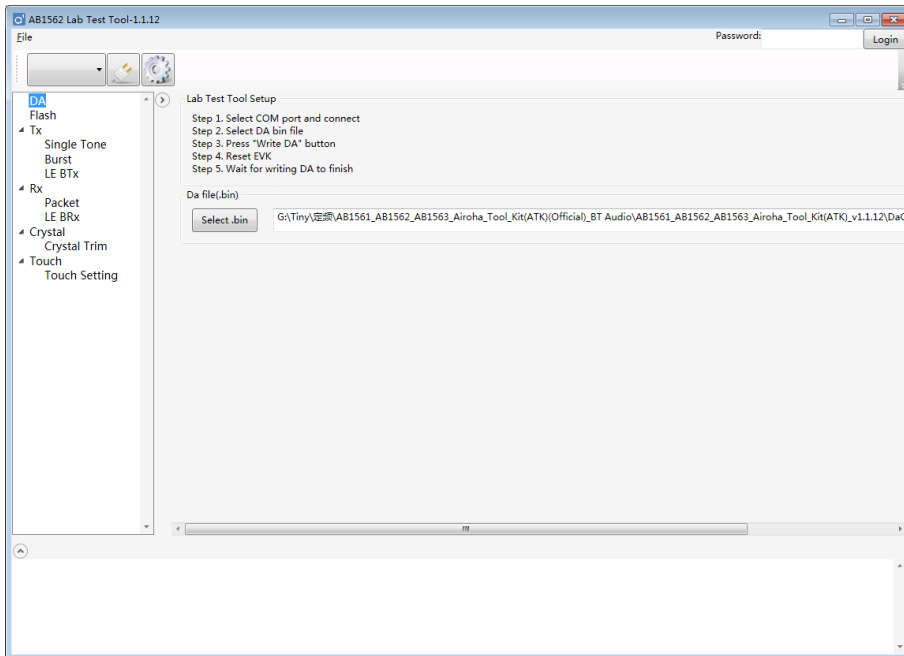 AB1562 Lab Test Tool-1.1.12
File
Password:
Login
DA
Flash
Tx
Single Tone
Burst
LE BTx
Rx
Packet
LE BRx
Crystal
Crystal Trim
Touch
Touch Setting
Lab Test Tool Setup
Step 1. Select COM port and connect
Step 2. Select DA bin file
Step 3. Press "Write DA" button
Step 4. Reset EVK
Step 5. Wait for writing DA to finish
Da file(.bin)
Select .bin
G:\Tiny\定频\AB1561_AB1562_AB1563_Airoha_Tool_Kit(ATK)(Official)_BT Audio\AB1561_AB1562_AB1563_Airoha_Tool_Kit(ATK)_v1.1.12\Da